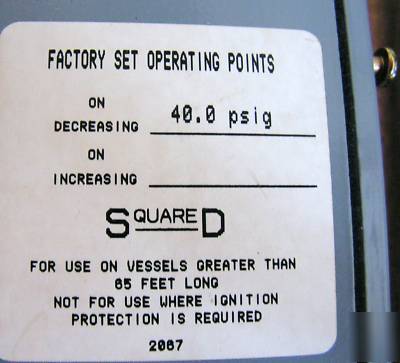 FACTORY SET OPERATING POINTS
ON
DECREASING 40.0 psig
ON
INCREASING
SQUARE D
FOR USE ON VESSELS GREATER THAN
65 FEET LONG
NOT FOR USE WHERE IGNITION
PROTECTION IS REQUIRED
2067